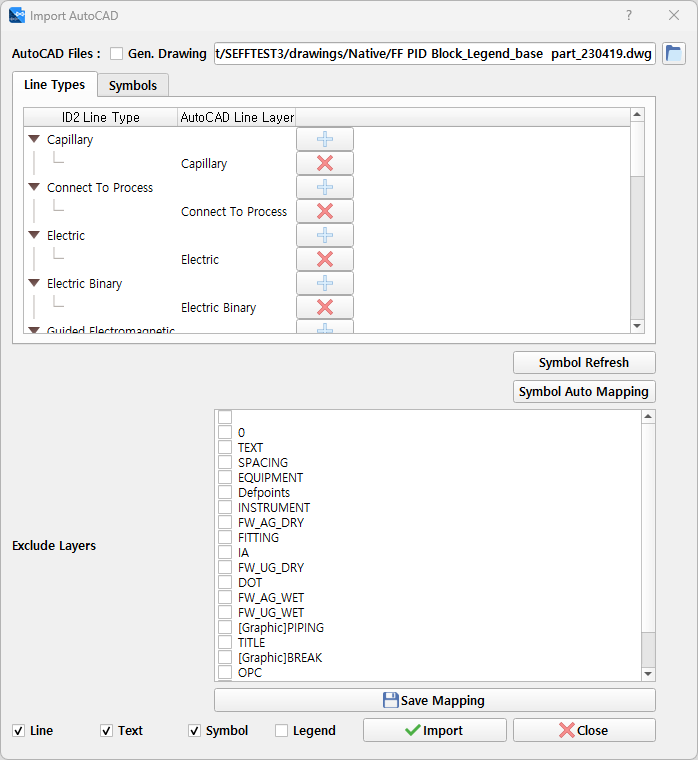 Import AutoCAD ?
AutoCAD Files : Gen. Drawing t/SEFFTEST3/drawings/Native/FF PID Block_Legend_base part_230419.dwg
Line Types Symbols
ID2 Line Type AutoCAD Line Layer
Capillary
Capillary
Connect To Process
Connect To Process
Electric
Electric
Electric Binary
Electric Binary
Guided Electromagnetic
Symbol Refresh
Symbol Auto Mapping
0
TEXT
SPACING
EQUIPMENT
Defpoints
INSTRUMENT
FW_AG_DRY
FITTING
Exclude Layers
IA
FW_UG_DRY
DOT
FW_AG_WET
FW_UG_WET
[Graphic]PIPING
TITLE
[Graphic]BREAK
OPC
Save Mapping
Line Text Symbol Legend Import Close